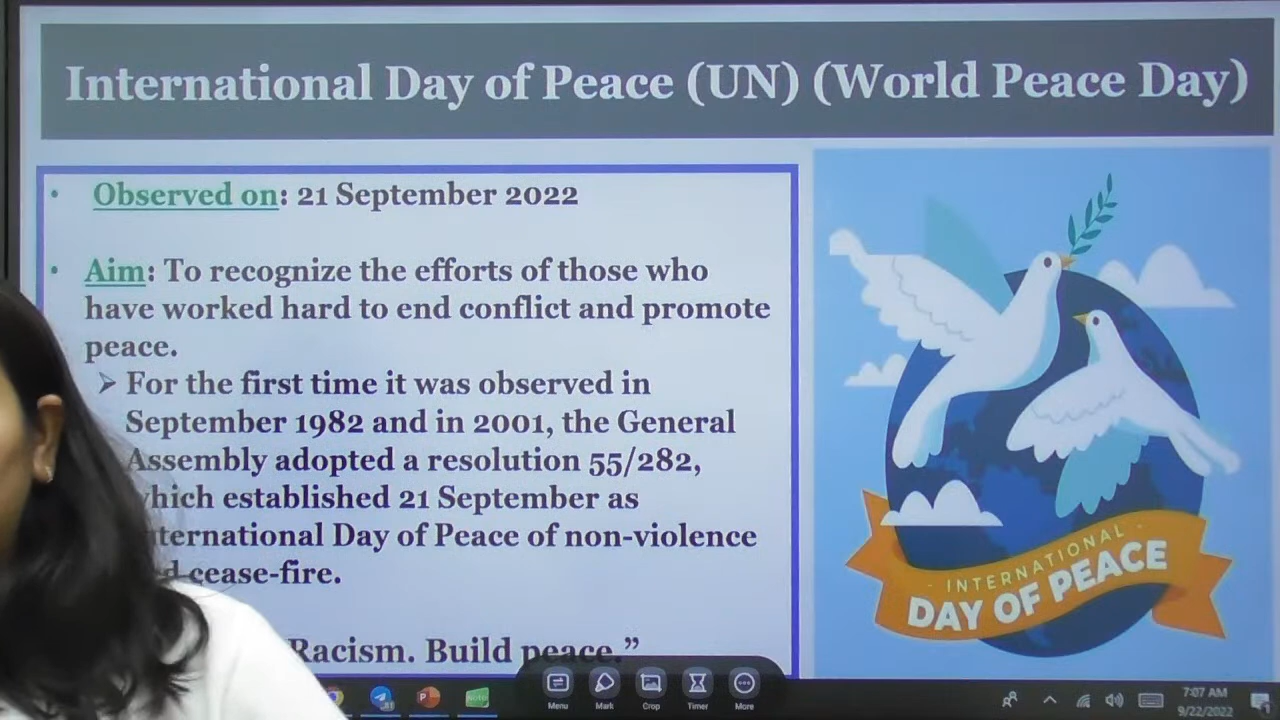 International Day of Peace (UN) (World Peace Day)
• Observed on: 21 September 2022
• Aim: To recognize the efforts of those who
have worked hard to end conflict and promote
peace.
➤ For the first time it was observed in
September 1982 and in 2001, the General
Assembly adopted a resolution 55/282,
which established 21 September as
International Day of Peace of non-violence
cease-fire.
Racism. Build peace.”
- INTERNATIONAL -
DAY OF PEACE
Menu Mark Crop Timer More
7:07 AM
9/22/2022